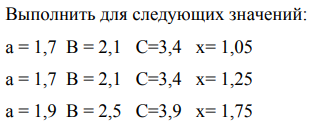 Выполнить для следующих значений:
a = 1,7 В = 2,1 С=3,4 x= 1,05
a = 1,7 В = 2,1 С=3,4 x= 1,25
a = 1,9 В = 2,5 С=3,9 x= 1,75